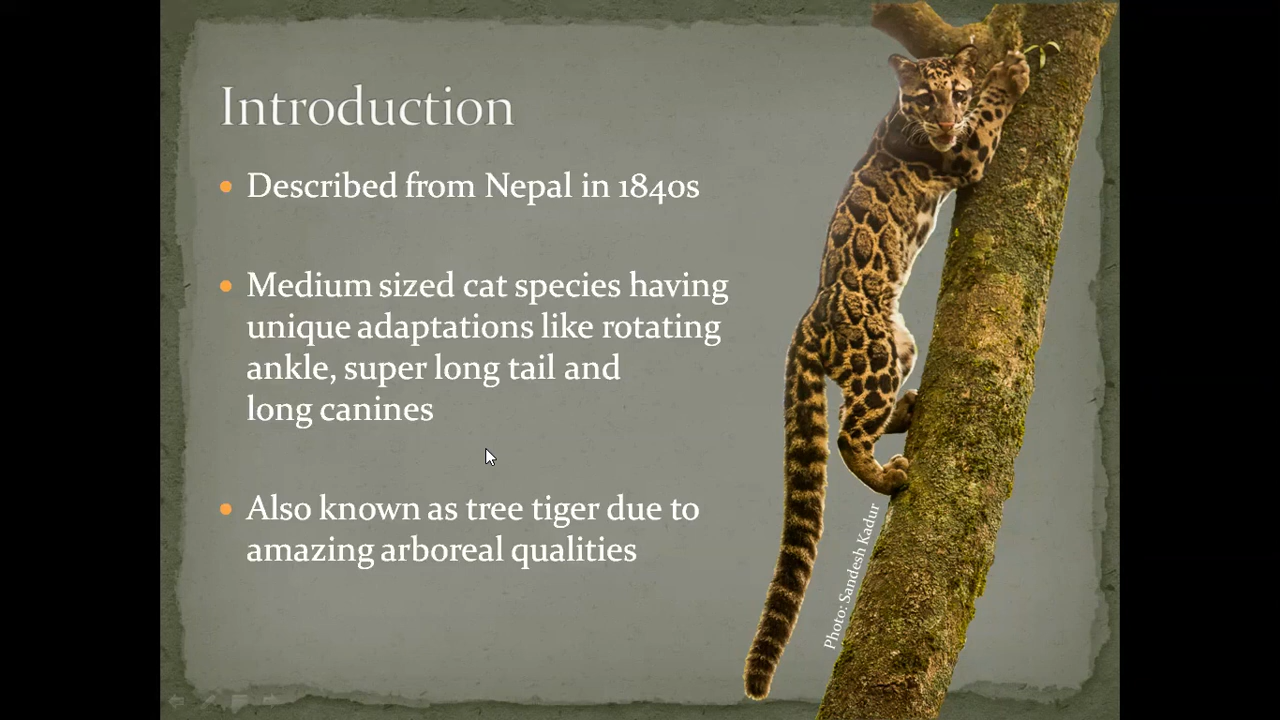 Introduction
Described from Nepal in 1840s
Medium sized cat species having
unique adaptations like rotating
ankle, super long tail and
long canines
Also known as tree tiger due to
amazing arboreal qualities
Photo: Sandesh Kadur